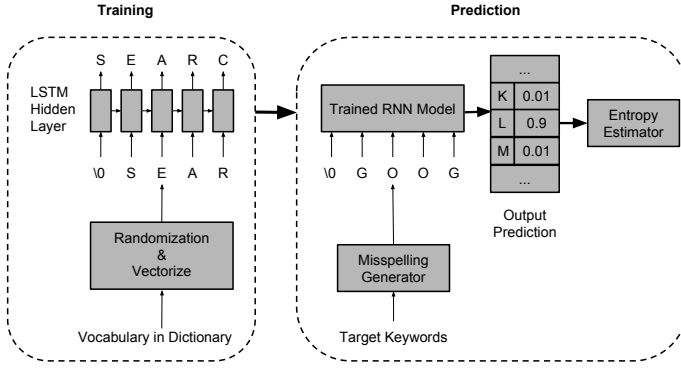 Training
Prediction
S E A R C
LSTM
Hidden
Layer
\0 S E A R
Randomization
&
Vectorize
Vocabulary in Dictionary
Trained RNN Model
\0 G O O G
Misspelling
Generator
Target Keywords
...
K 0.01
L 0.9
M 0.01
...
Output
Prediction
Entropy
Estimator